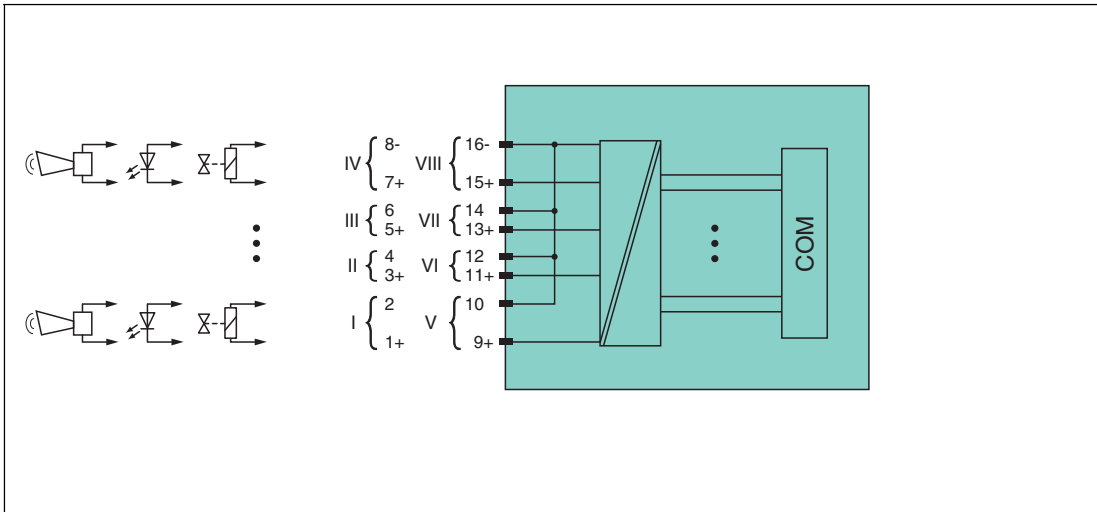 8- 16-
IV VIII
7+ 15+
6 14
III VII
5+ 13+
4 12
II VI
3+ 11+
2 10
I V
1+ 9+
COM